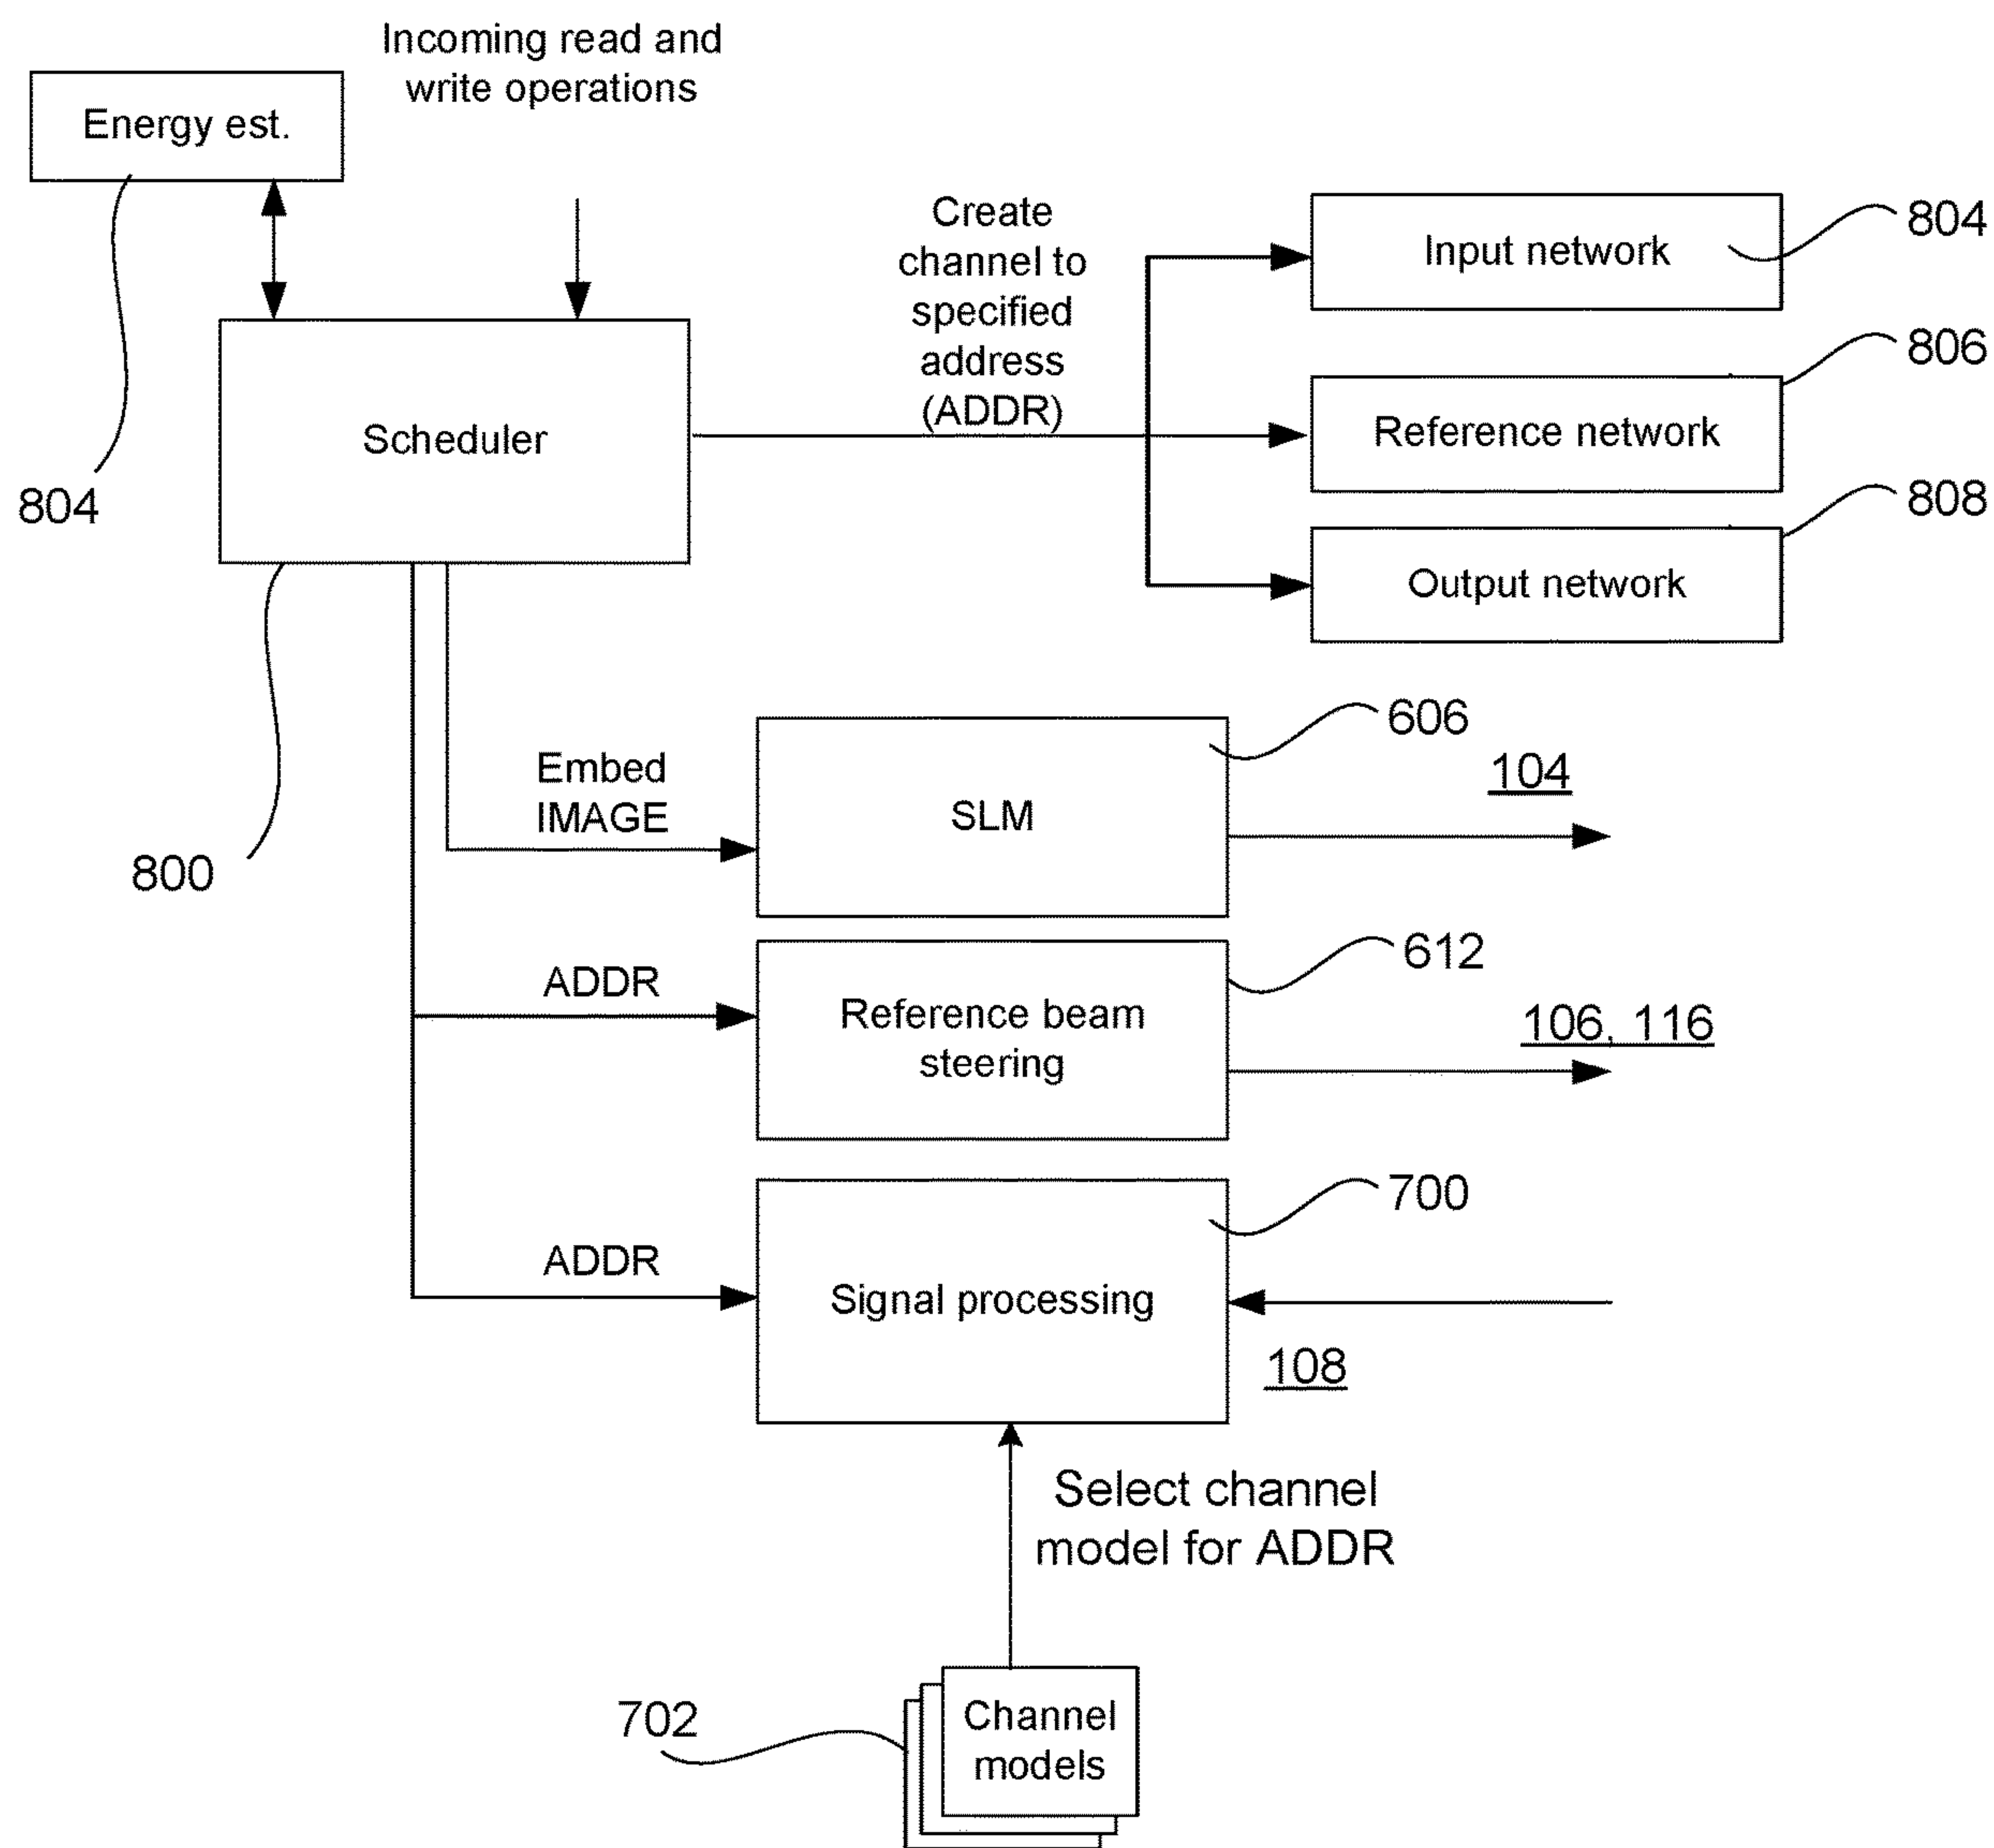 Incoming read and
write operations
Energy est.
804
Create
channel to
specified
address
(ADDR)
Input network
804
Reference network
806
Output network
808
Scheduler
800
Embed
IMAGE
SLM
606
104
ADDR
Reference beam
steering
612
106, 116
ADDR
Signal processing
700
108
Select channel
model for ADDR
702
Channel
models